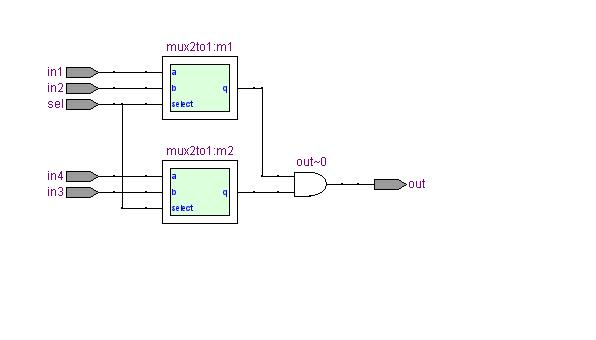 mux2to1:m1
in1
in2
sel
a
b
select
q
mux2to1:m2
in4
in3
a
b
select
q
out~0
out